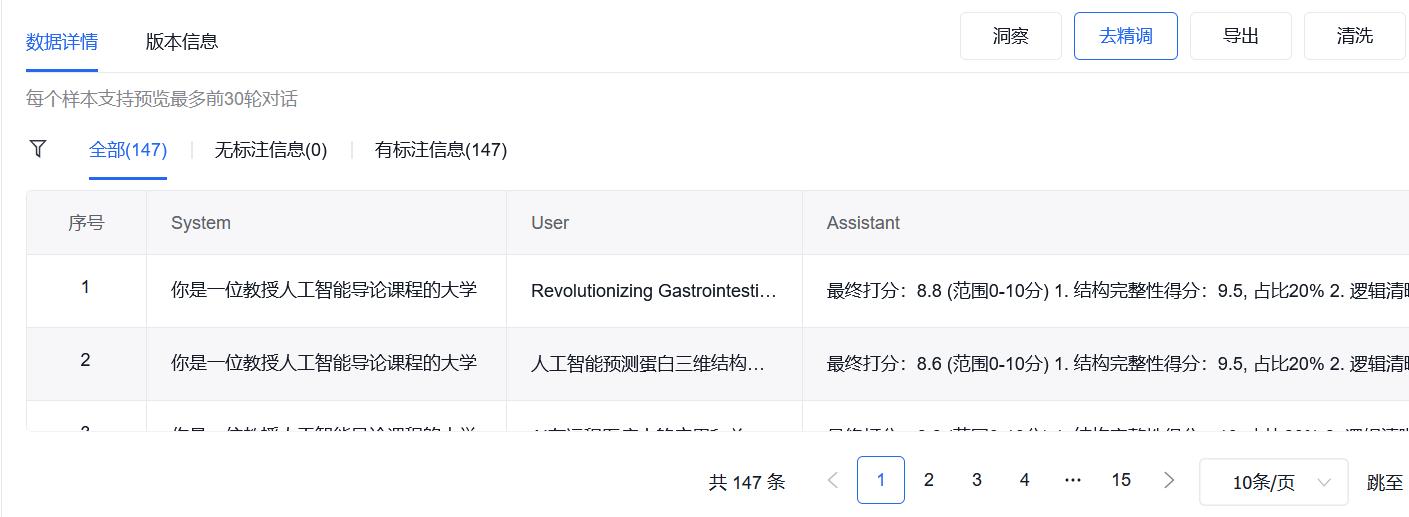 数据详情 版本信息 洞察 去精调 导出 清洗
每个样本支持预览最多前30轮对话
全部(147) 无标注信息(0) 有标注信息(147)
序号 System User Assistant
1 你是一位教授人工智能导论课程的大学 Revolutionizing Gastrointesti... 最终打分：8.8 (范围0-10分) 1. 结构完整性得分：9.5, 占比20% 2. 逻辑清晰
2 你是一位教授人工智能导论课程的大学 人工智能预测蛋白三维结构... 最终打分：8.6 (范围0-10分) 1. 结构完整性得分：9.5, 占比20% 2. 逻辑清晰
共 147 条 1 2 3 4 ... 15 10条/页 跳至